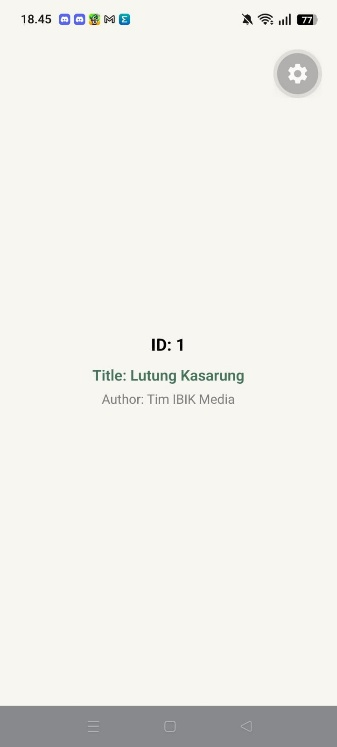 18.45
77
ID: 1
Title: Lutung Kasarung
Author: Tim IBIK Media